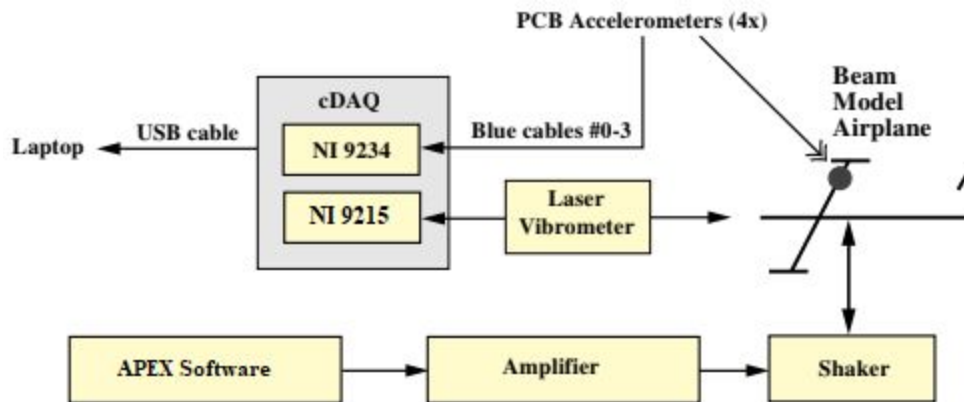 PCB Accelerometers (4x)
Beam
Model
Airplane
cDAQ
USB cable
Blue cables #0-3
Laptop
NI 9234
NI 9215
Laser
Vibrometer
APEX Software
Amplifier
Shaker